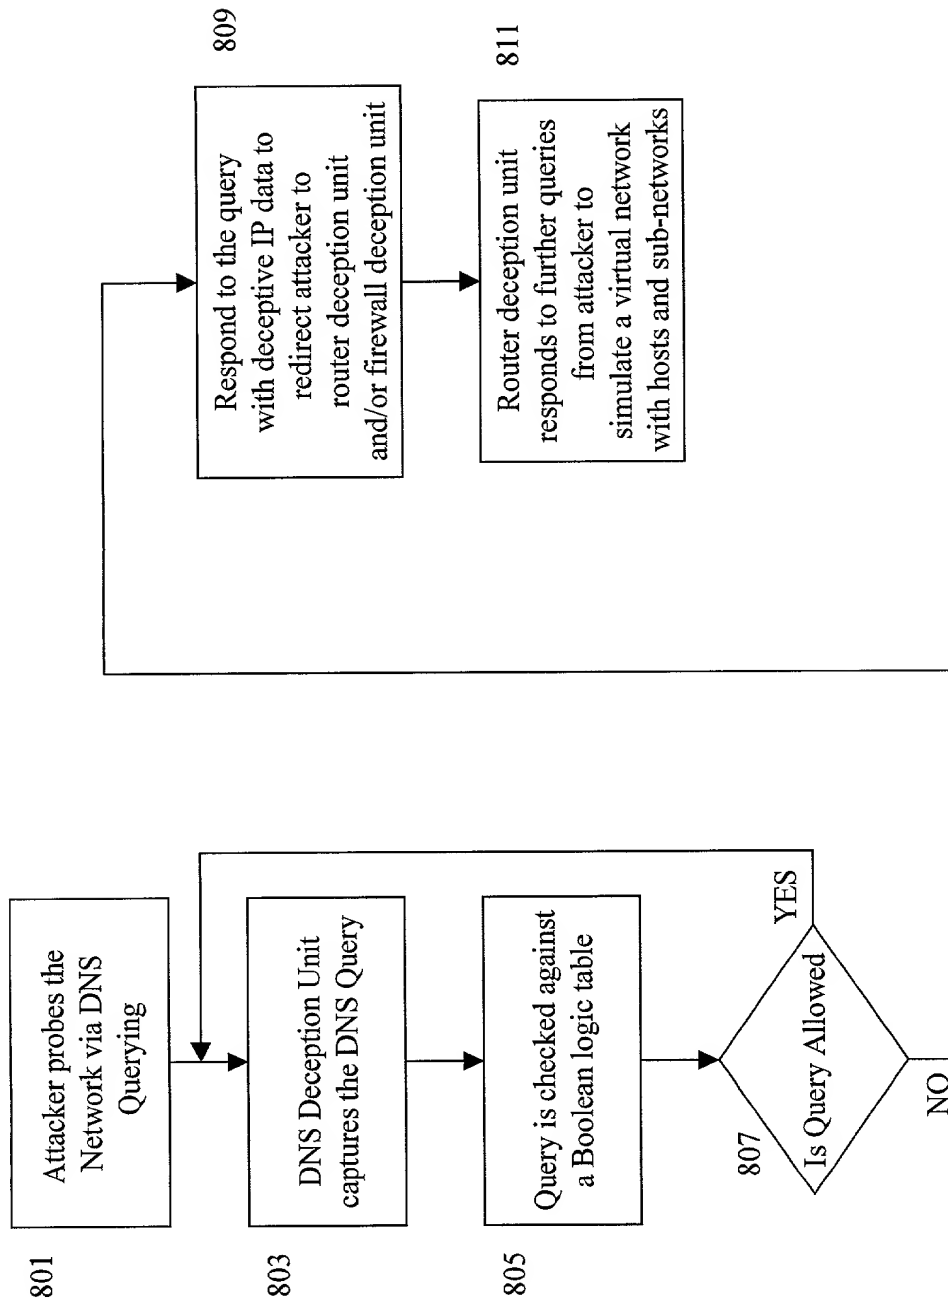 801
Attacker probes the
Network via DNS
Querying
803
DNS Deception Unit
captures the DNS Query
805
Query is checked against
a Boolean logic table
807
Is Query Allowed
YES
NO
809
Respond to the query
with deceptive IP data to
redirect attacker to
router deception unit
and/or firewall deception unit
811
Router deception unit
responds to further queries
from attacker to
simulate a virtual network
with hosts and sub-networks